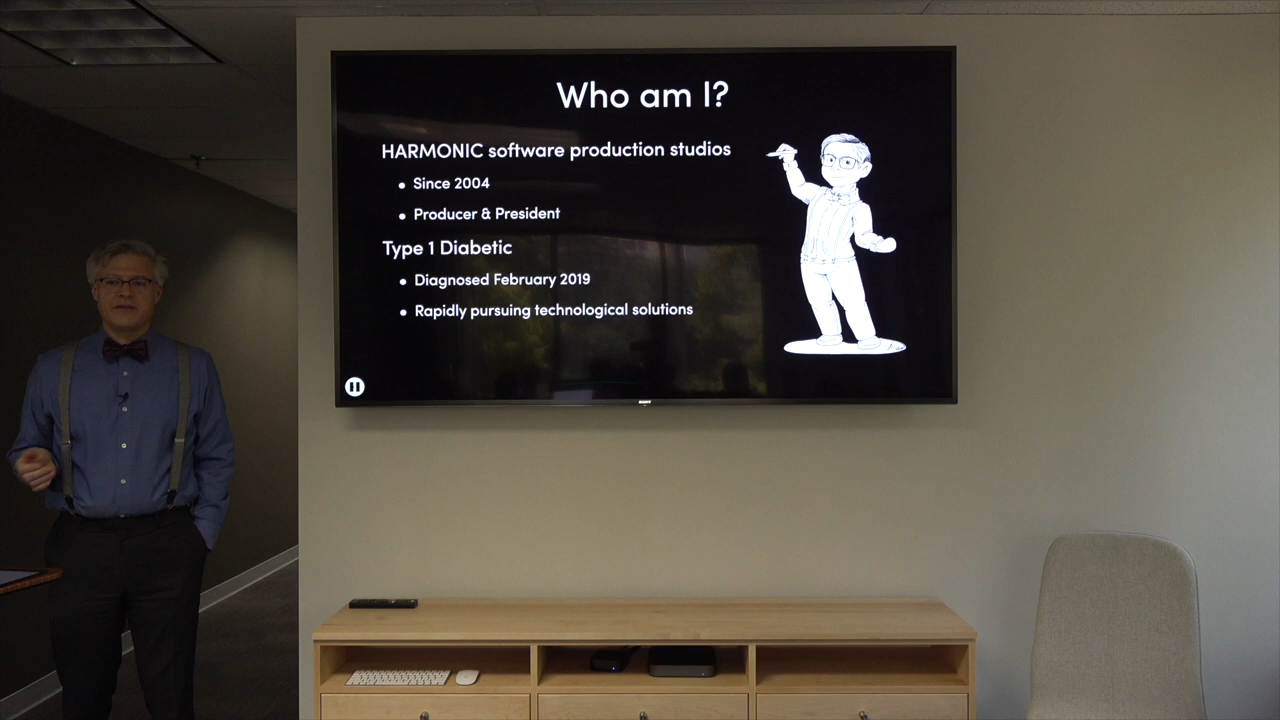 Who am I?
HARMONIC software production studios
• Since 2004
• Producer & President
Type 1 Diabetic
• Diagnosed February 2019
• Rapidly pursuing technological solutions
SONY